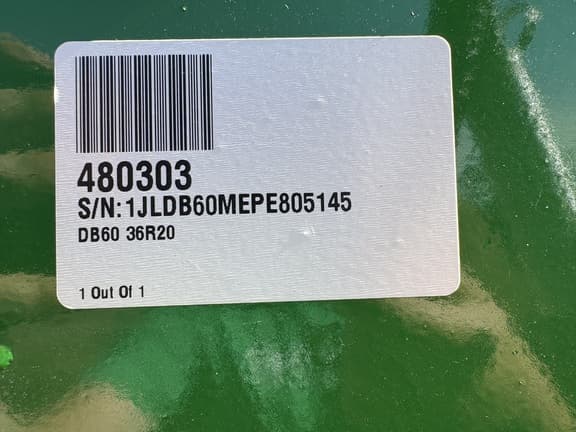 480303
S/N:1JLDB60MEPE805145
DB60 36R20
1 Out Of 1